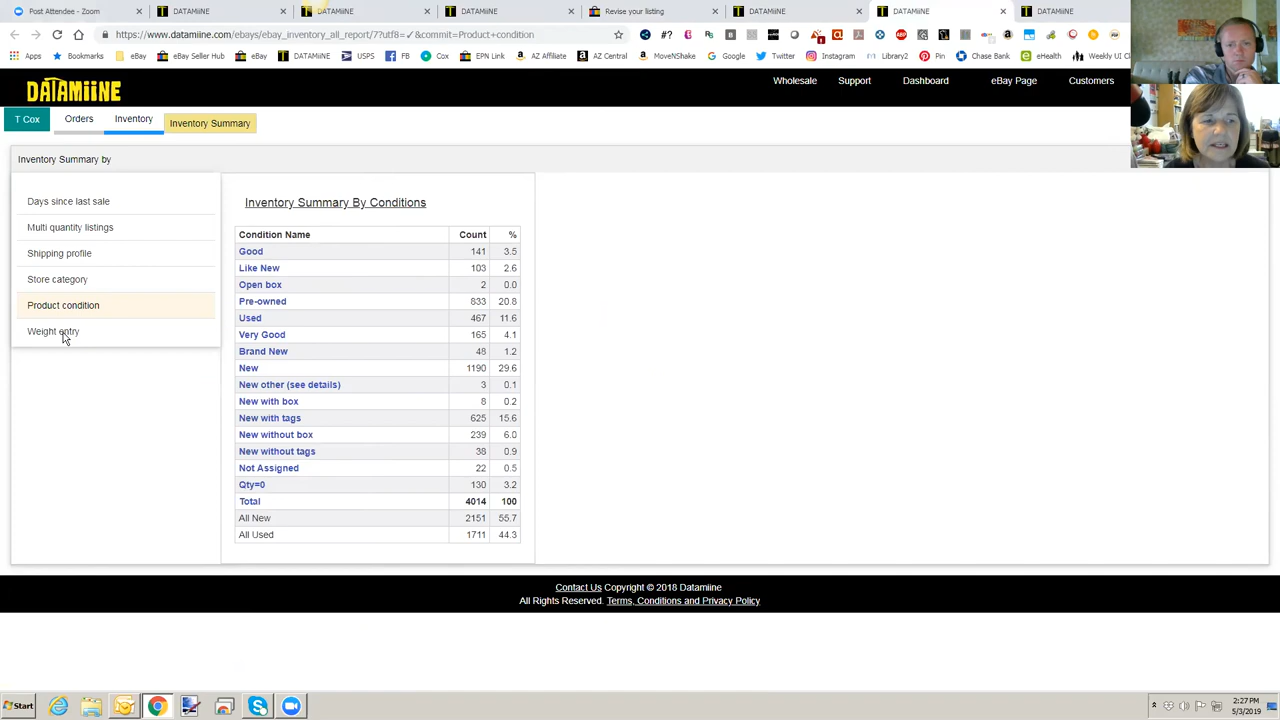 Post Attendee - Zoom
DATAMiiNE
DATAMiiNE
DATAMiiNE
Revise your listing
DATAMiiNE
DATAMiiNE
DATAMiiNE
https://www.datamiine.com/ebays/ebay_inventory_all_report/7?utf8=✓&commit=Product+condition
Apps
Bookmarks
eBay
eBay Seller Hub
eBay
DATAMiiNE
USPS
FB
Cox
EPN Link
AZ Affiliate
AZ Central
MoveNShake
Google
Twitter
Instagram
Library2
Pin
Chase Bank
eHealth
Weekly UI C
DATAMIINE
Wholesale
Support
Dashboard
eBay Page
Customers
T Cox
Orders
Inventory
Inventory Summary
Inventory Summary by
Days since last sale
Multi quantity listings
Shipping profile
Store category
Product condition
Weight entry
Inventory Summary By Conditions
Condition Name Count %
Good 141 3.5
Like New 103 2.6
Open box 2 0.0
Pre-owned 833 20.8
Used 467 11.6
Very Good 165 4.1
Brand New 48 1.2
New 1190 29.6
New other (see details) 3 0.1
New with box 8 0.2
New with tags 625 15.6
New without box 239 6.0
New without tags 38 0.9
Not Assigned 22 0.5
Qty=0 130 3.2
Total 4014 100
All New 2151 55.7
All Used 1711 44.3
Contact Us Copyright © 2018 Datamiine
All Rights Reserved. Terms, Conditions and Privacy Policy
Start
2:27 PM
5/3/2019